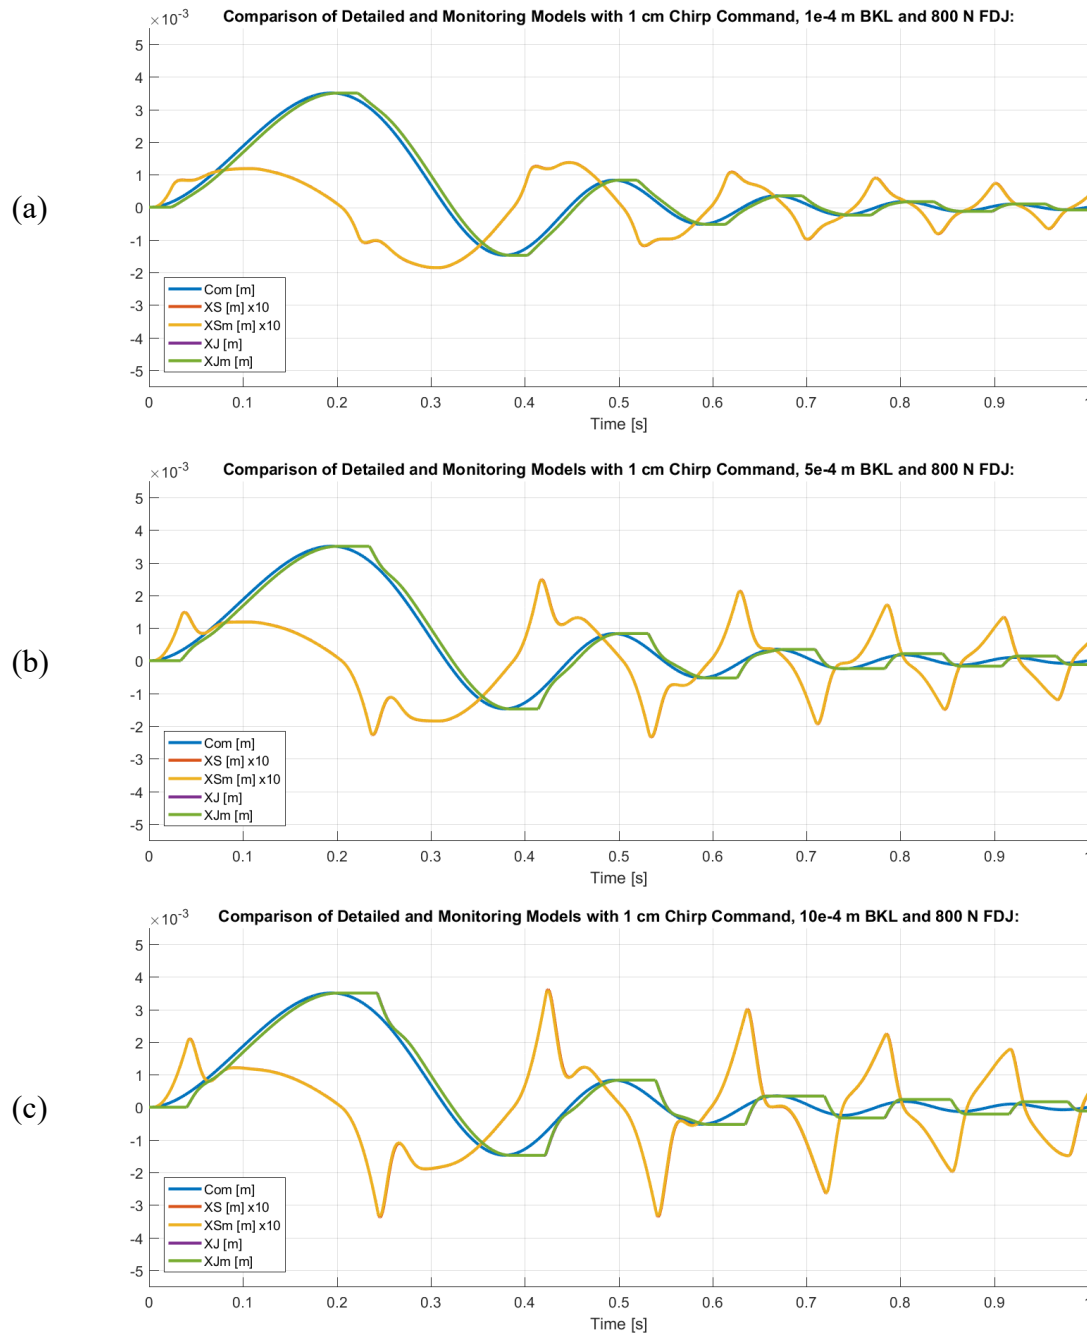 Comparison of Detailed and Monitoring Models with 1 cm Chirp Command, 1e-4 m BKL and 800 N FDJ:
×10⁻³
5
4
3
2
1
(a)
0
-1
-2
-3
-4
-5
Com [m]
XS [m] x10
XSm [m] x10
XJ [m]
XJm [m]
0 0.1 0.2 0.3 0.4 0.5 0.6 0.7 0.8 0.9
Time [s]
Comparison of Detailed and Monitoring Models with 1 cm Chirp Command, 5e-4 m BKL and 800 N FDJ:
×10⁻³
5
4
3
2
1
(b)
0
-1
-2
-3
-4
-5
Com [m]
XS [m] x10
XSm [m] x10
XJ [m]
XJm [m]
0 0.1 0.2 0.3 0.4 0.5 0.6 0.7 0.8 0.9
Time [s]
Comparison of Detailed and Monitoring Models with 1 cm Chirp Command, 10e-4 m BKL and 800 N FDJ:
×10⁻³
5
4
3
2
1
(c)
0
-1
-2
-3
-4
-5
Com [m]
XS [m] x10
XSm [m] x10
XJ [m]
XJm [m]
0 0.1 0.2 0.3 0.4 0.5 0.6 0.7 0.8 0.9
Time [s]